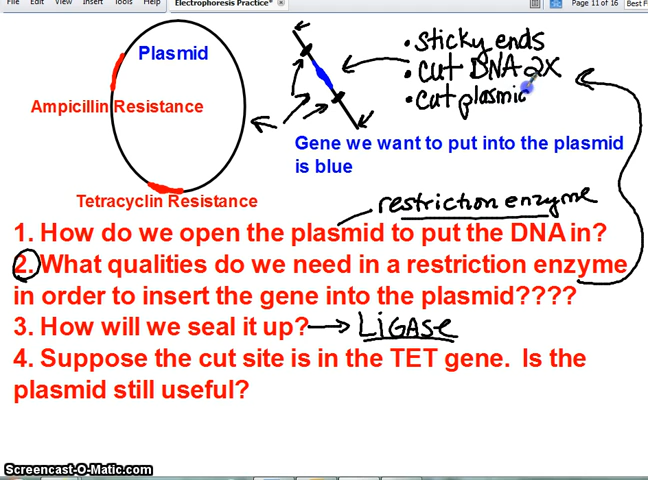 File Edit View Insert Tools Electrophoresis Practice* Page 11 of 16 Best F
Plasmid
• sticky ends
• cut DNA 2X
• cut plasmid
Ampicillin Resistance
Gene we want to put into the plasmid
is blue
Tetracyclin Resistance
restriction enzyme
1. How do we open the plasmid to put the DNA in?
2. What qualities do we need in a restriction enzyme
in order to insert the gene into the plasmid????
3. How will we seal it up? → LIGASE
4. Suppose the cut site is in the TET gene. Is the
plasmid still useful?
Screencast-O-Matic.com